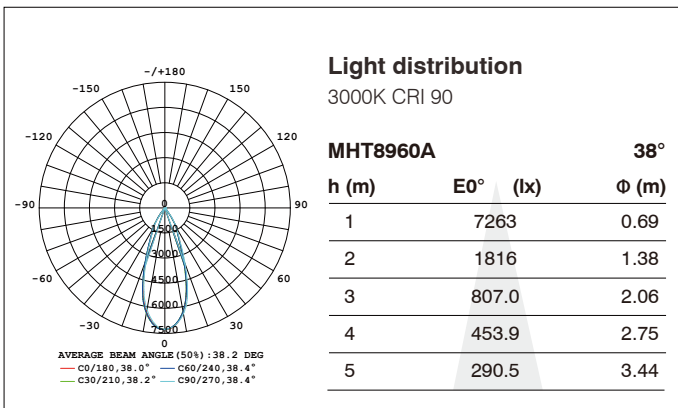 -/+180
-150 150
-120 120
-90 0 90
1500
3000
-60 4500 60
6000
-30 7500 30
0
AVERAGE BEAM ANGLE(50%):38.2 DEG
C0/180,38.0° C60/240,38.4°
C30/210,38.2° C90/270,38.4°
Light distribution
3000K CRI 90
MHT8960A 38°
h (m) E0° (lx) Φ (m)
1 7263 0.69
2 1816 1.38
3 807.0 2.06
4 453.9 2.75
5 290.5 3.44